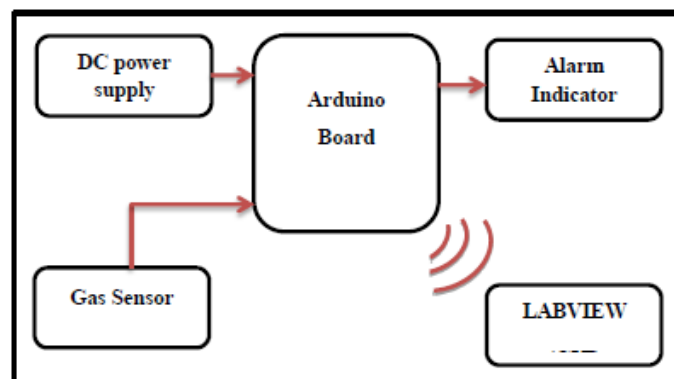 DC power
supply
Arduino
Board
Alarm
Indicator
Gas Sensor
LABVIEW